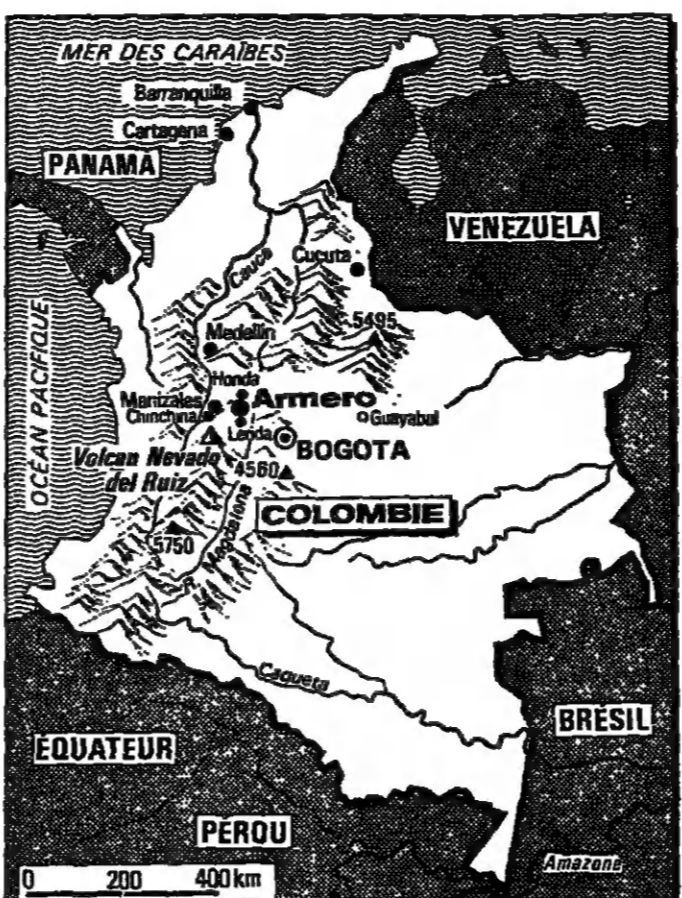 MER DES CARAÏBES
Barranquilla
Cartagena
PANAMA
VENEZUELA
Cucuta
Cauca
5495
OCÉAN PACIFIQUE
Medellin
Honda
Manizales
Armero
Chinchina
Guayabal
Lerida
BOGOTA
Volcan Nevado
del Ruiz
4560
COLOMBIE
Magdalena
5750
Caqueta
BRÉSIL
ÉQUATEUR
PÉROU
Amazone
0 200 400 km